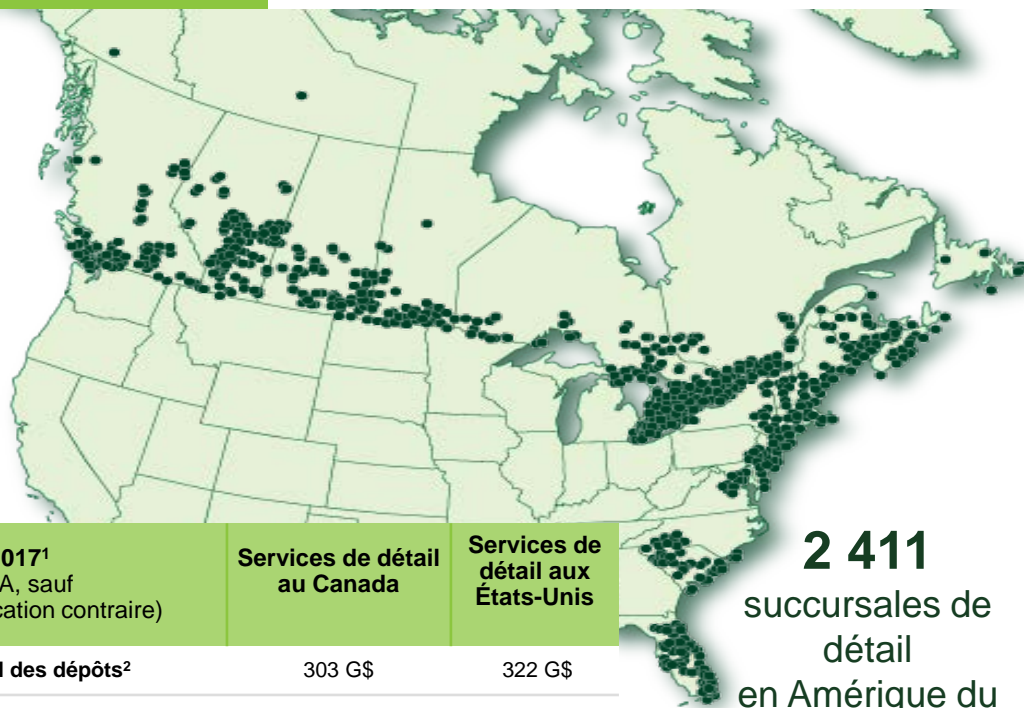 017¹
A, sauf
cation contraire)
Services de détail
au Canada
Services de
détail aux
États-Unis
l des dépôts²
303 G$
322 G$
2 411
succursales de
détail
en Amérique du